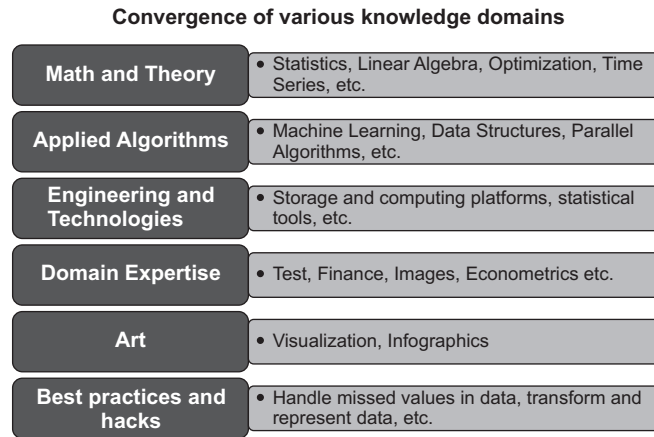 Convergence of various knowledge domains
Math and Theory
• Statistics, Linear Algebra, Optimization, Time
Series, etc.
Applied Algorithms
• Machine Learning, Data Structures, Parallel
Algorithms, etc.
Engineering and
Technologies
• Storage and computing platforms, statistical
tools, etc.
Domain Expertise
• Test, Finance, Images, Econometrics etc.
Art
• Visualization, Infographics
Best practices and
hacks
• Handle missed values in data, transform and
represent data, etc.